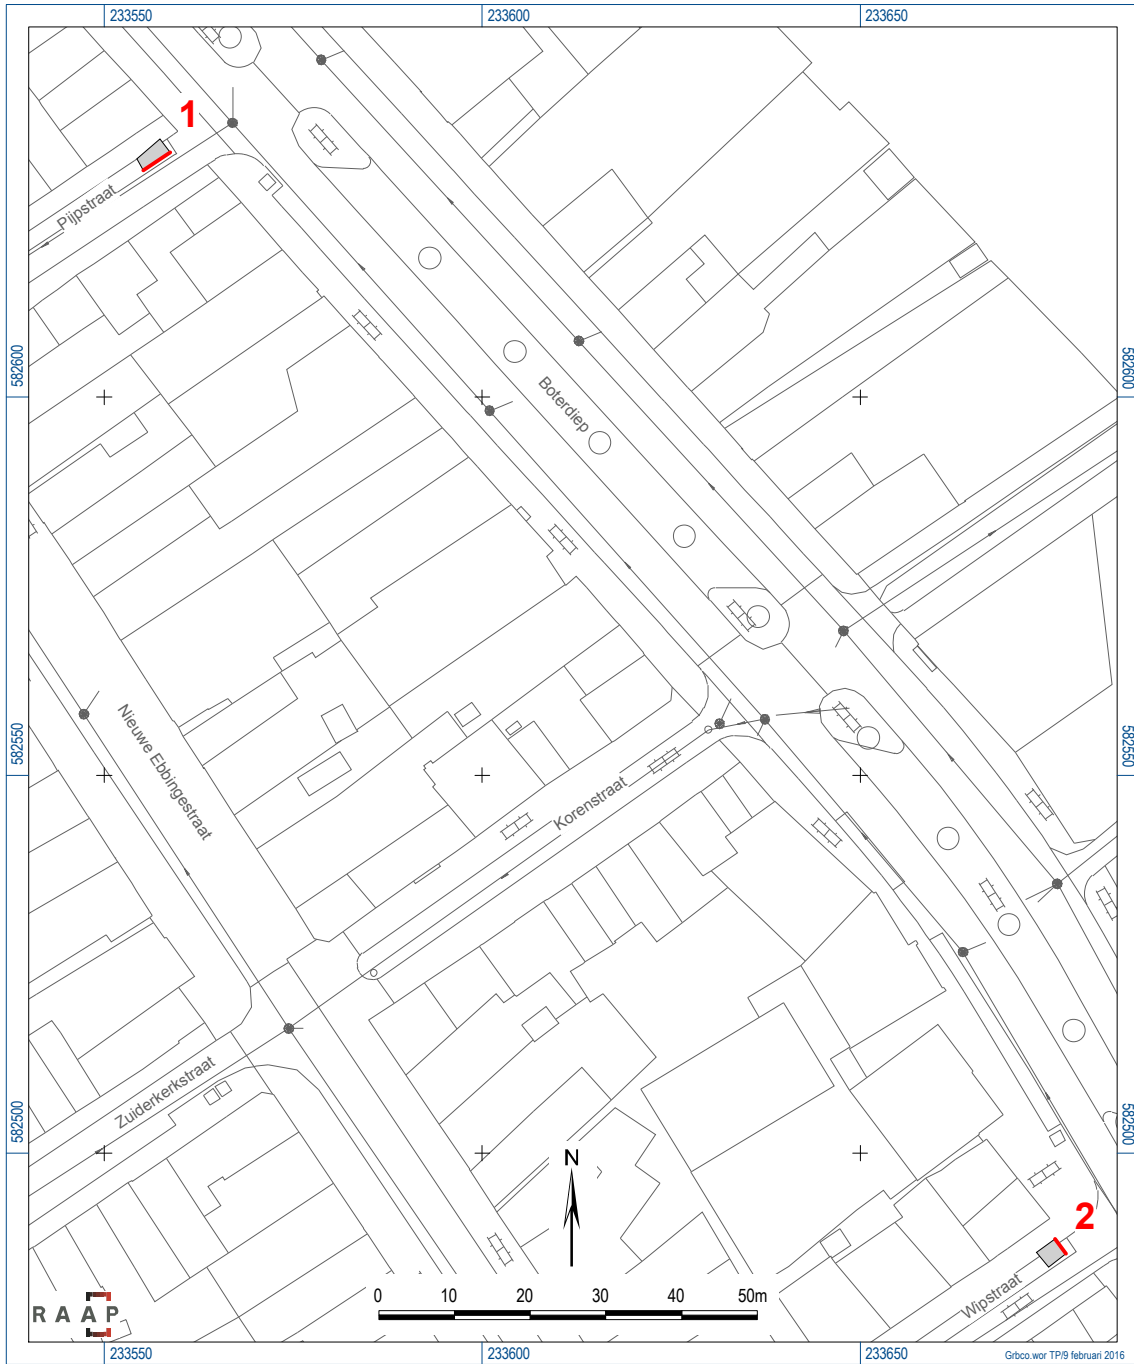 233550
233600
233650
1
Pijpstraat
582600
582600
Boterdiep
Nieuwe Ebbingestraat
582550
582550
Korenstraat
Zuiderkerkstraat
582500
582500
N
2
Wipstraat
RAAP
0 10 20 30 40 50m
233550
233600
233650
Grbco.wor TP/9 februari 2016